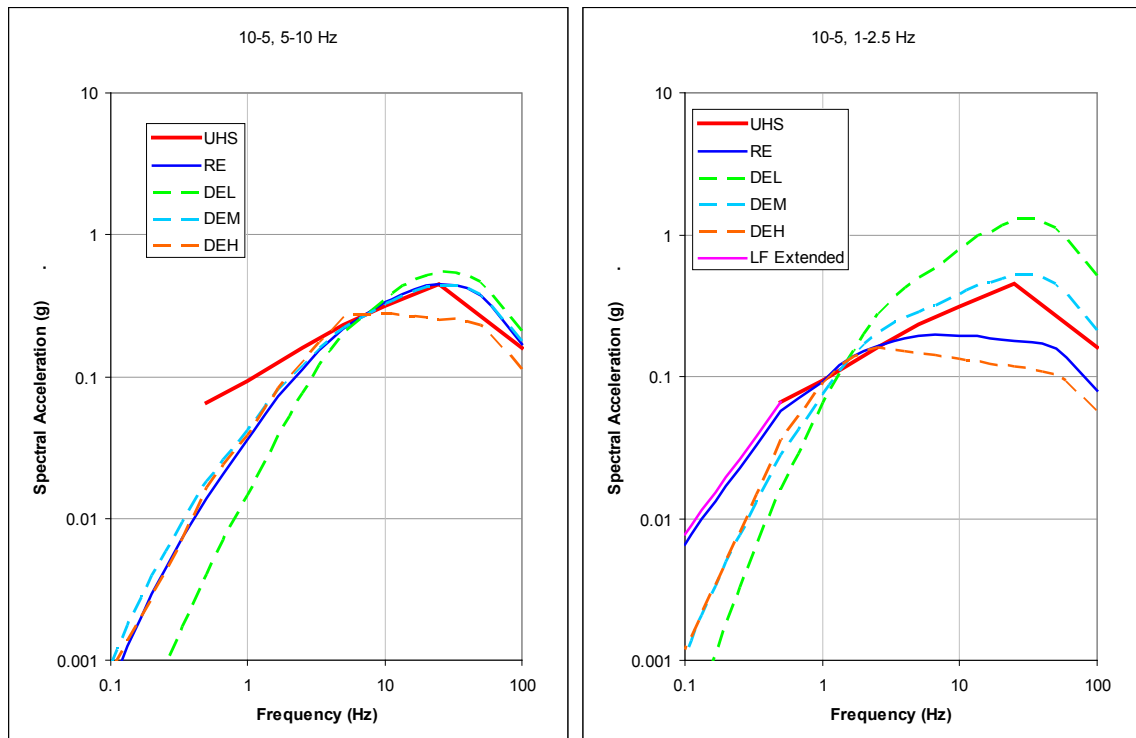 10-5, 5-10 Hz
10
1
0.1
0.01
0.001
0.1
1
10
100
Spectral Acceleration (g)
Frequency (Hz)
UHS
RE
DEL
DEM
DEH
.
10-5, 1-2.5 Hz
10
1
0.1
0.01
0.001
0.1
1
10
100
Spectral Acceleration (g)
Frequency (Hz)
UHS
RE
DEL
DEM
DEH
LF Extended
.